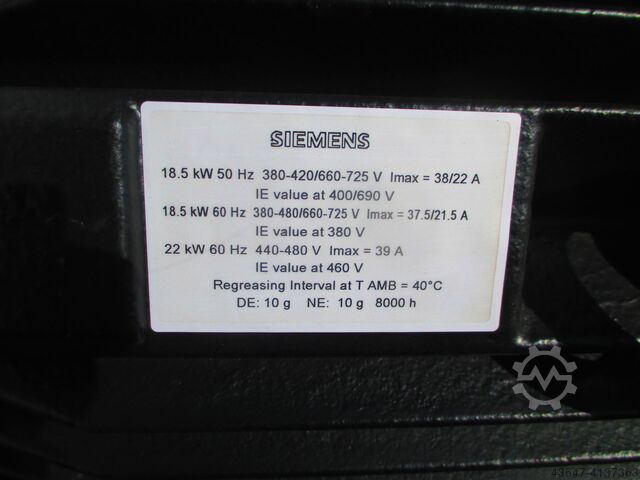 SIEMENS
18.5 kW 50 Hz 380-420/660-725 V Imax = 38/22 A
IE value at 400/690 V
18.5 kW 60 Hz 380-480/660-725 V Imax = 37.5/21.5 A
IE value at 380 V
22 kW 60 Hz 440-480 V Imax = 39 A
IE value at 460 V
Regreasing Interval at T AMB = 40°C
DE: 10 g NE: 10 g 8000 h
43647-4137363